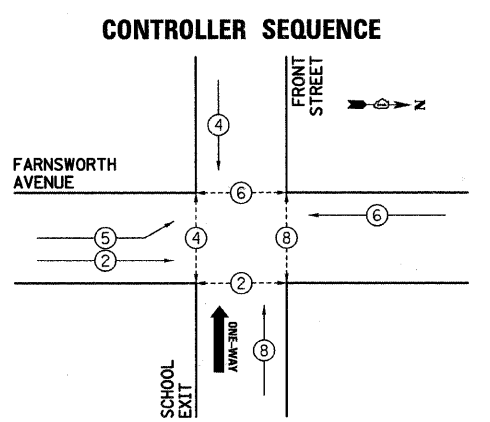 CONTROLLER SEQUENCE
FRONT
STREET
4
N
FARNSWORTH
AVENUE
6
6
5
4
8
2
2
ONE-WAY
8
SCHOOL
EXIT